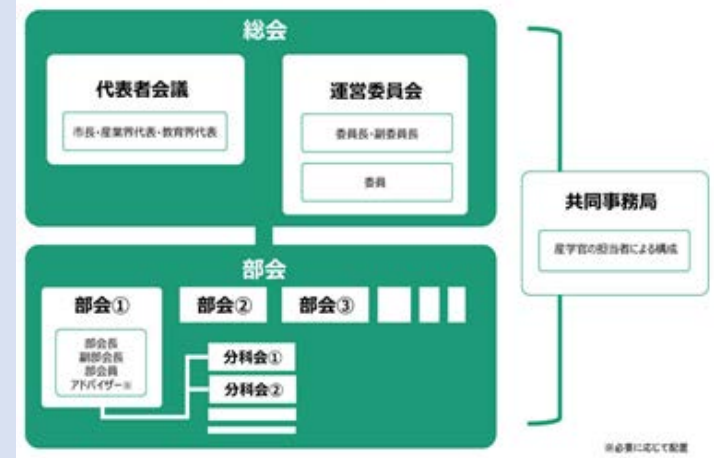 総会
代表者会議
市長・産業界代表・教育界代表
運営委員会
委員長・副委員長
委員
共同事務局
産学官の担当者による構成
部会
部会①
部会長
副部会長
部会員
アドバイザー※
部会②
部会③
分科会①
分科会②
※必要に応じて配置